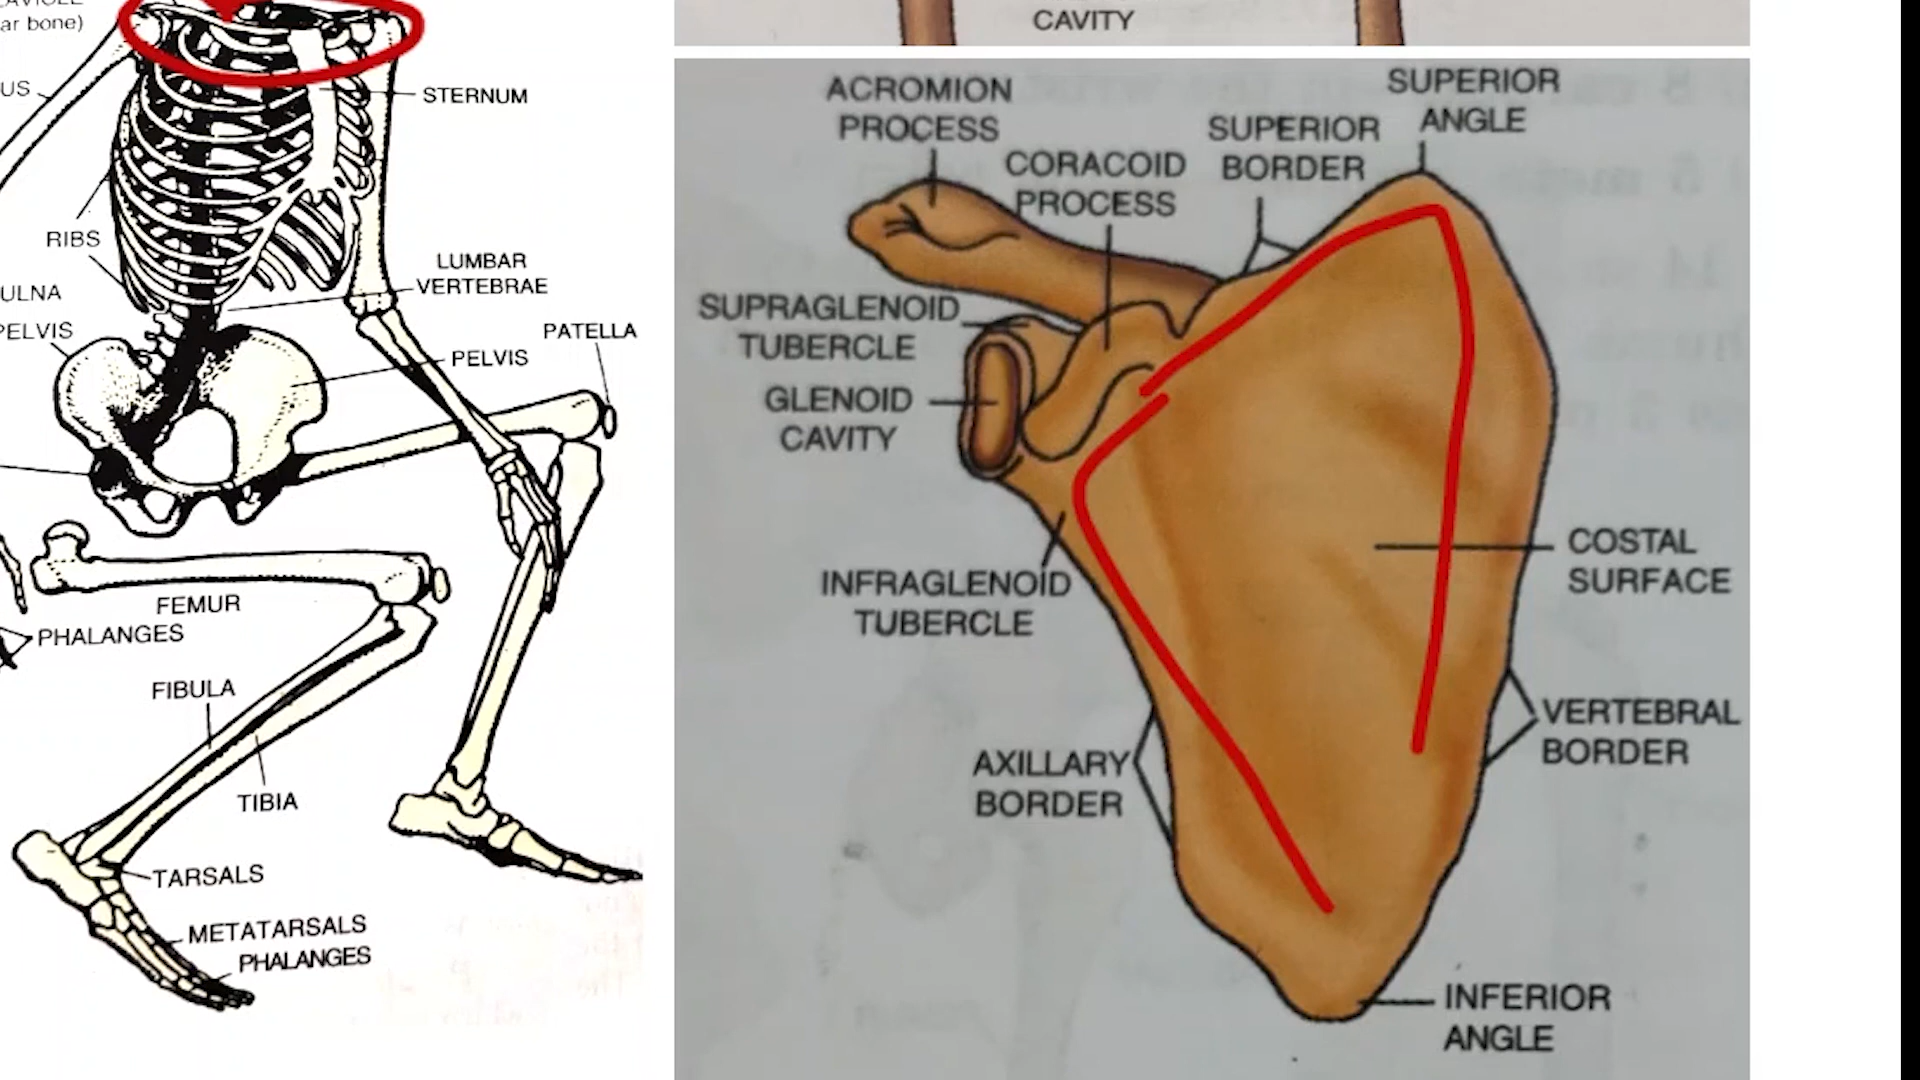 ar bone)
US
STERNUM
RIBS
LUMBAR
VERTEBRAE
ULNA
PELVIS
PATELLA
PELVIS
FEMUR
PHALANGES
FIBULA
TIBIA
TARSALS
METATARSALS
PHALANGES
CAVITY
ACROMION
PROCESS
CORACOID
PROCESS
SUPERIOR
BORDER
SUPERIOR
ANGLE
SUPRAGLENOID
TUBERCLE
GLENOID
CAVITY
INFRAGLENOID
TUBERCLE
COSTAL
SURFACE
AXILLARY
BORDER
VERTEBRAL
BORDER
INFERIOR
ANGLE